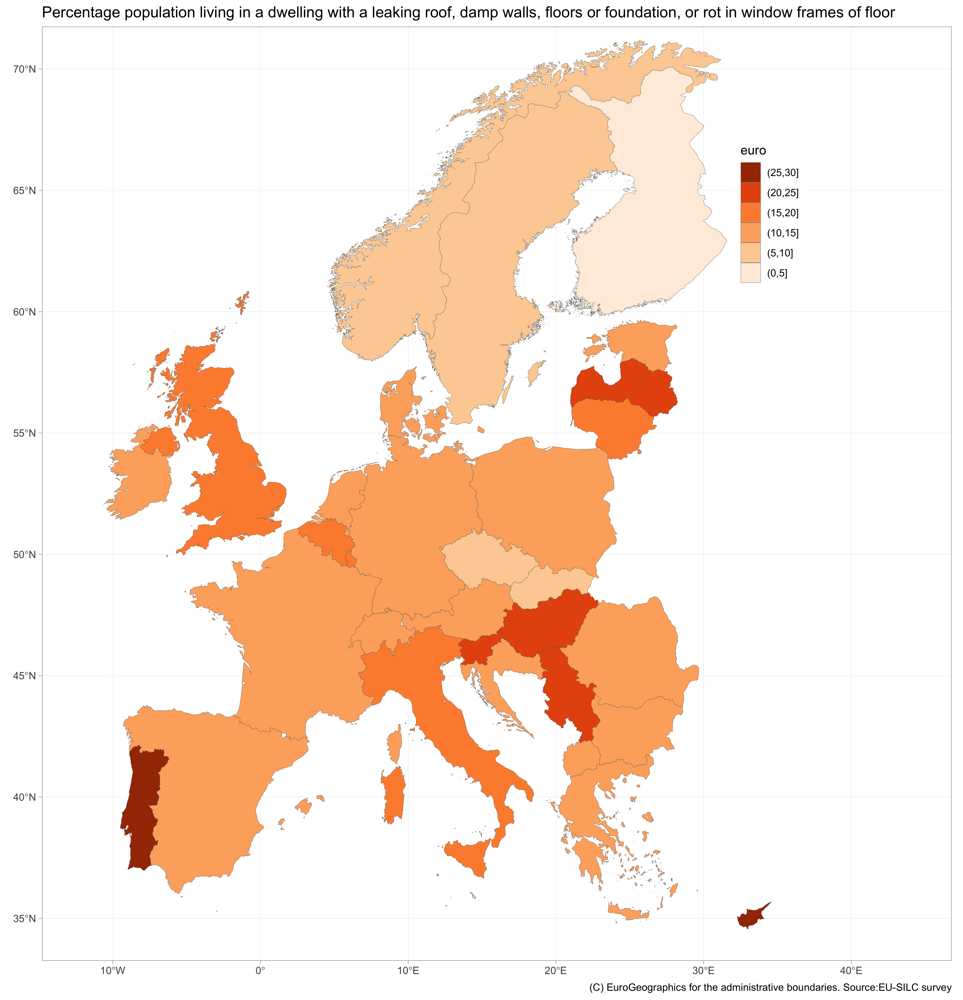 Percentage population living in a dwelling with a leaking roof, damp walls, floors or foundation, or rot in window frames of floor
70°N
65°N
60°N
55°N
50°N
45°N
40°N
35°N
euro
(25,30]
(20,25]
(15,20]
(10,15]
(5,10]
(0,5]
10°W 0° 10°E 20°E 30°E 40°E
(C) EuroGeographics for the administrative boundaries. Source:EU-SILC survey